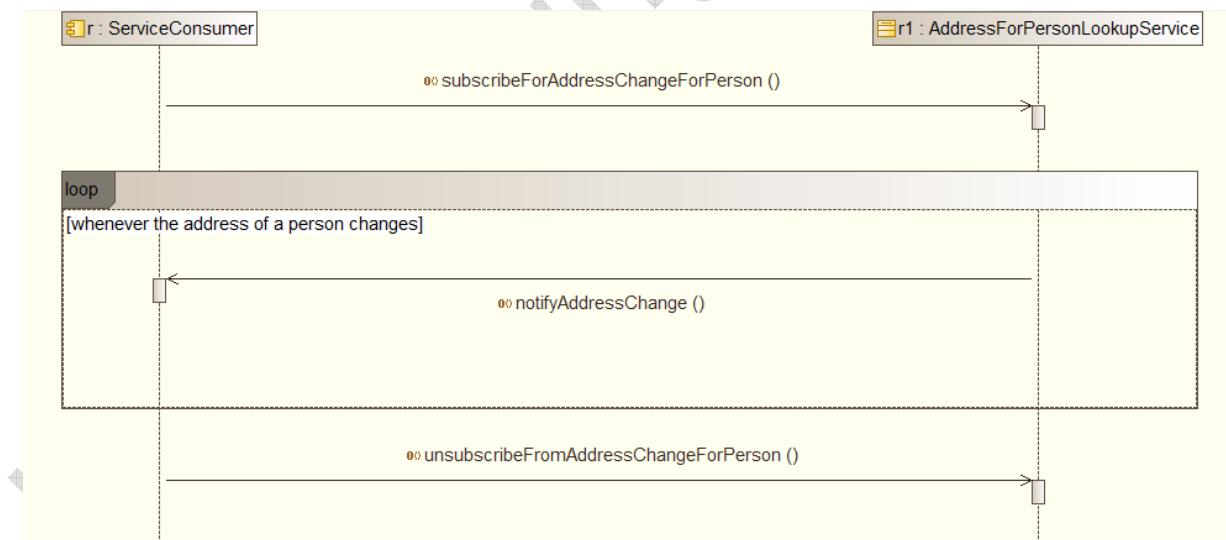 r : ServiceConsumer
r1 : AddressForPersonLookupService
subscribeForAddressChangeForPerson ()
loop
[whenever the address of a person changes]
notifyAddressChange ()
unsubscribeFromAddressChangeForPerson ()